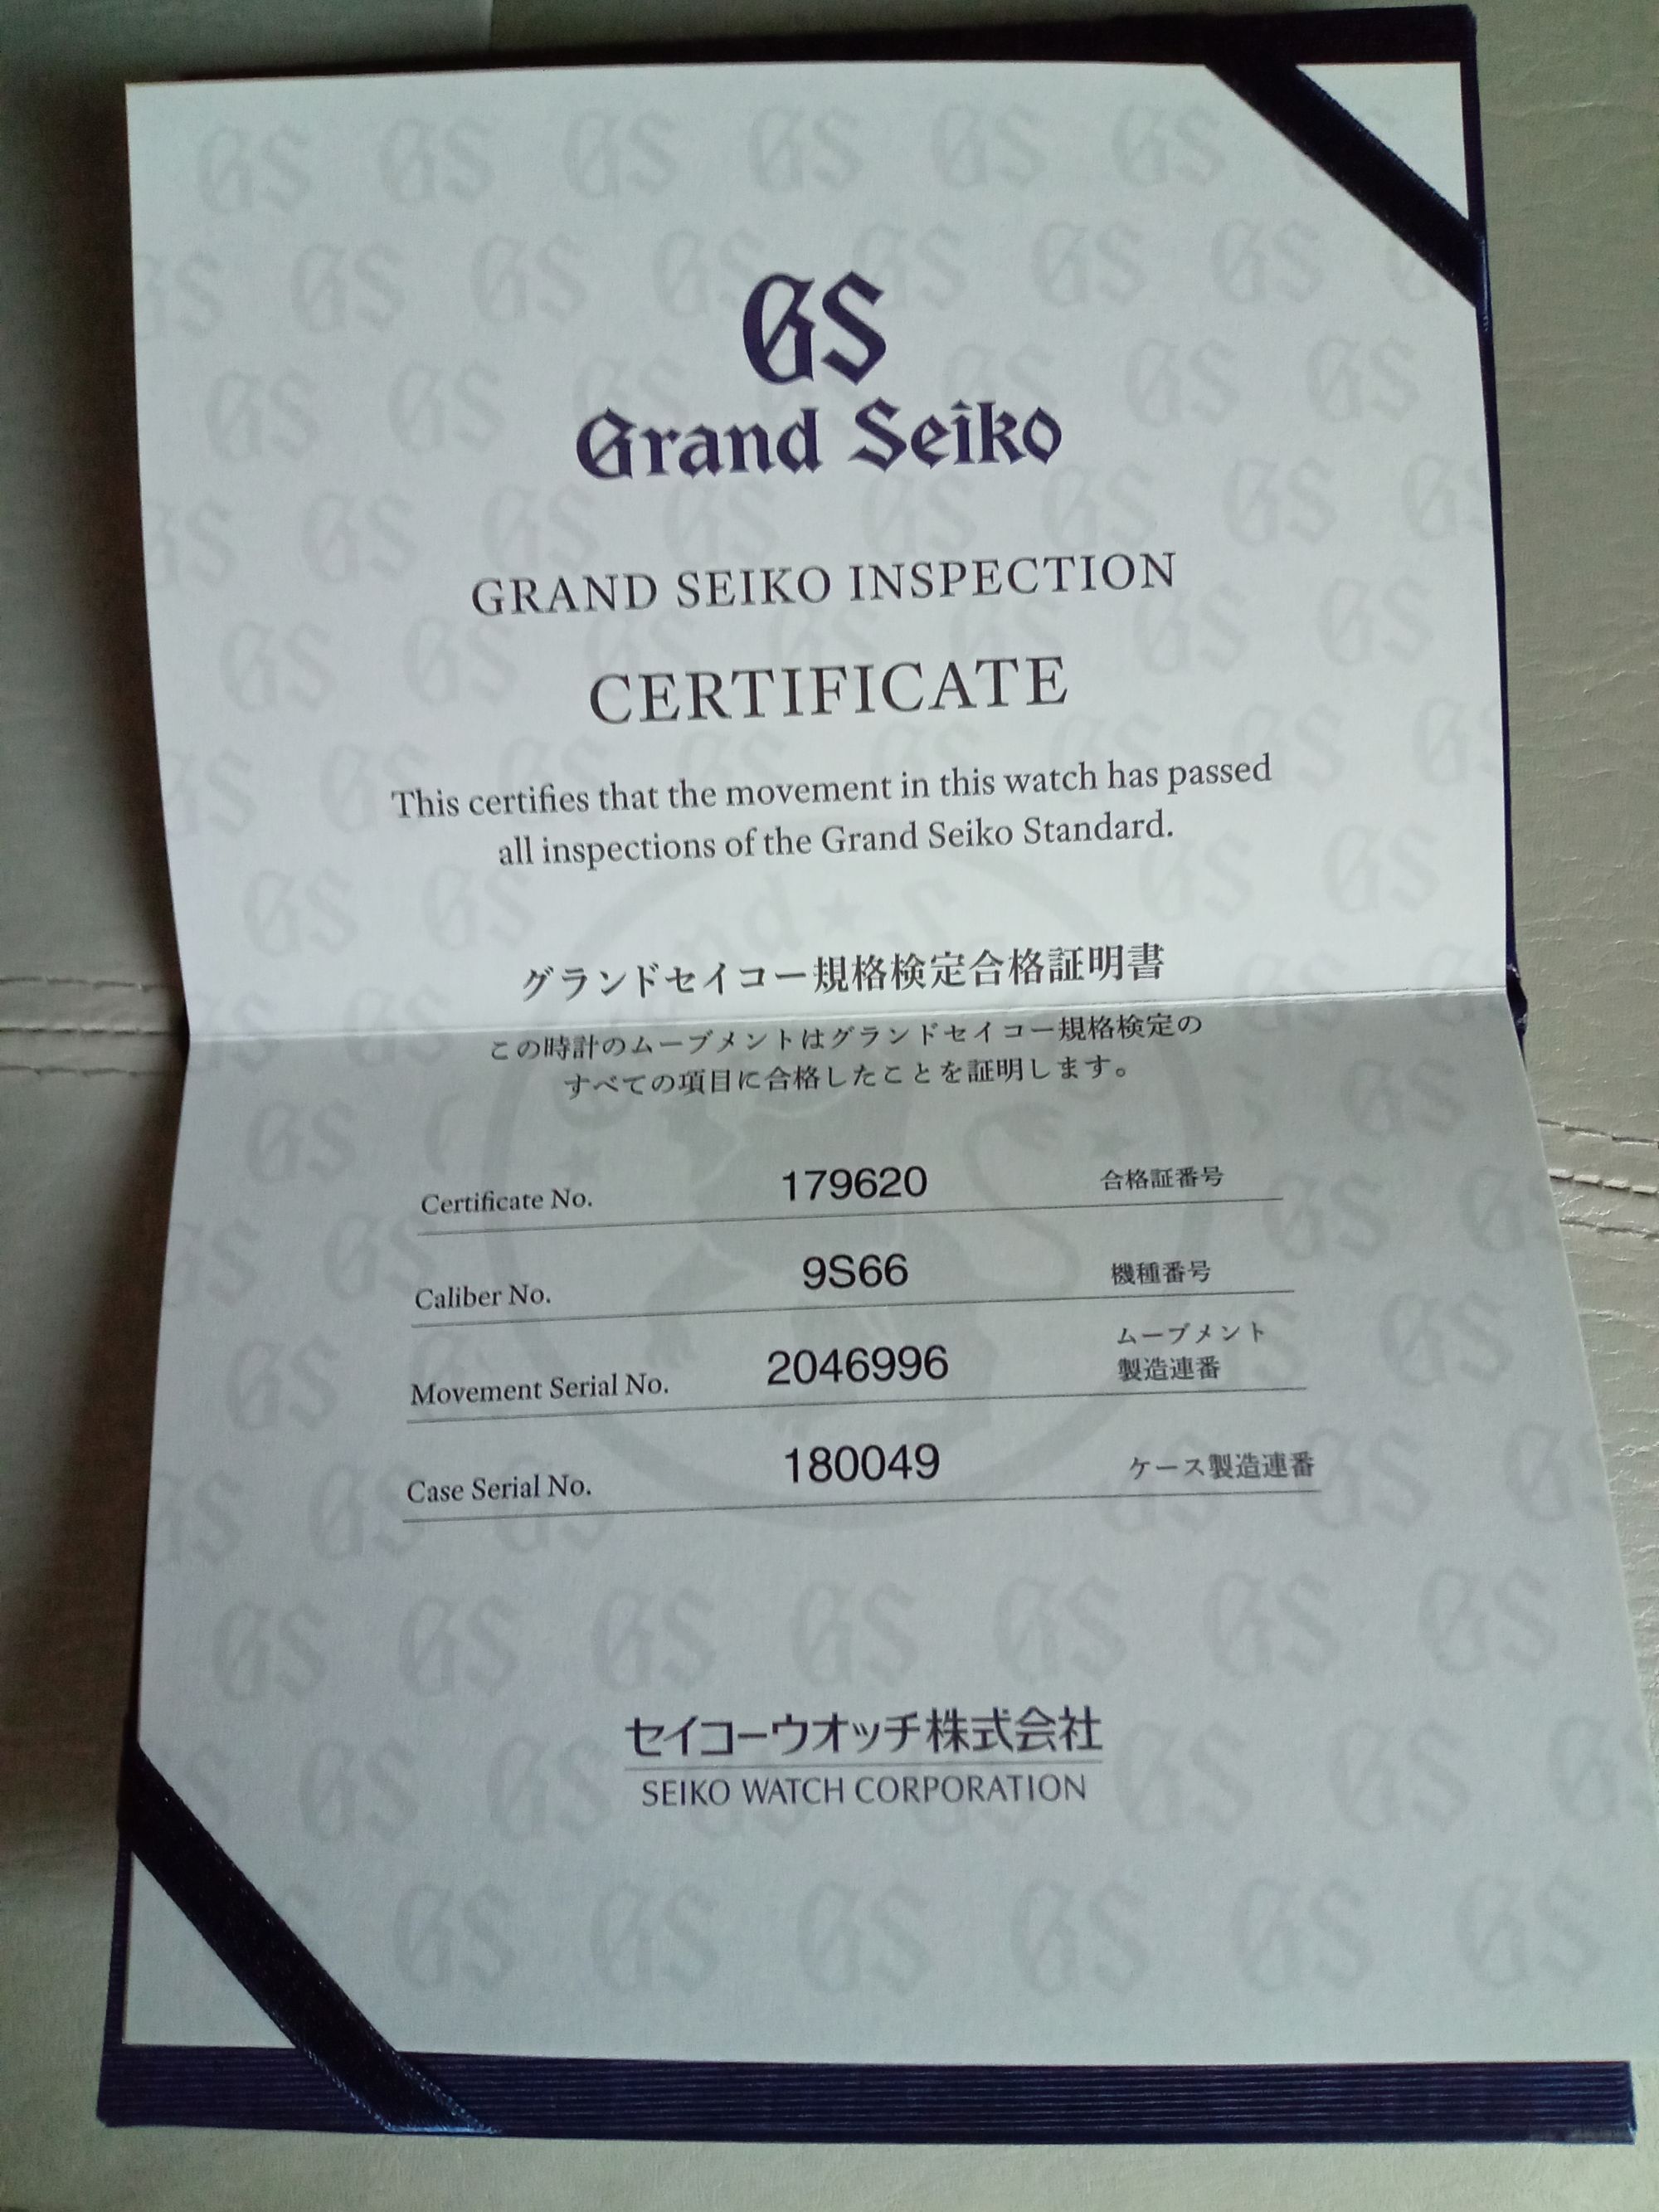 GS
Grand Seiko
GRAND SEIKO INSPECTION
CERTIFICATE
This certifies that the movement in this watch has passed
all inspections of the Grand Seiko Standard.
グランドセイコー規格検定合格証明書
この時計のムーブメントはグランドセイコー規格検定の
すべての項目に合格したことを証明します。
Certificate No. 179620 合格証番号
Caliber No. 9S66 機種番号
Movement Serial No. 2046996 ムーブメント
製造連番
Case Serial No. 180049 ケース製造連番
セイコーウオッチ株式会社
SEIKO WATCH CORPORATION